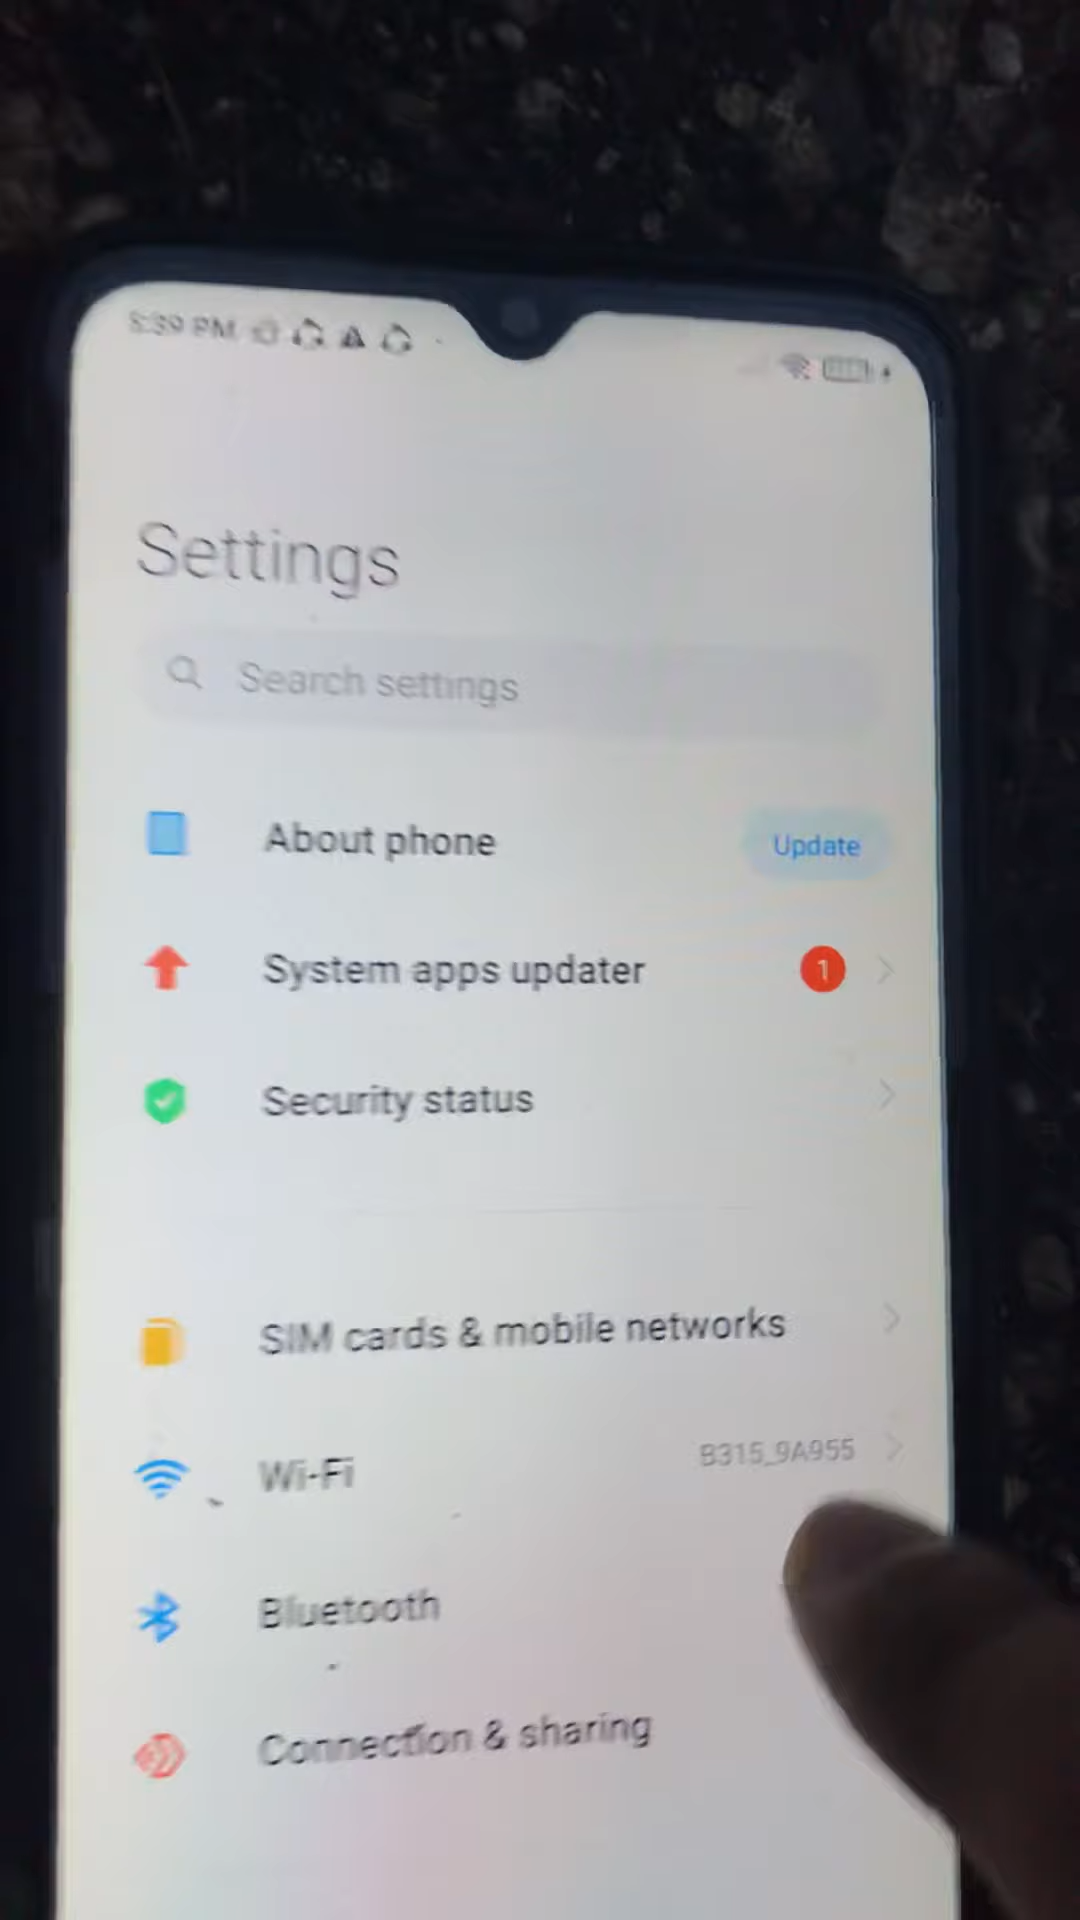 Settings
Search settings
About phone
Update
System apps updater
1
Security status
SIM cards & mobile networks
Wi-Fi
B315_9A955
Bluetooth
Connection & sharing